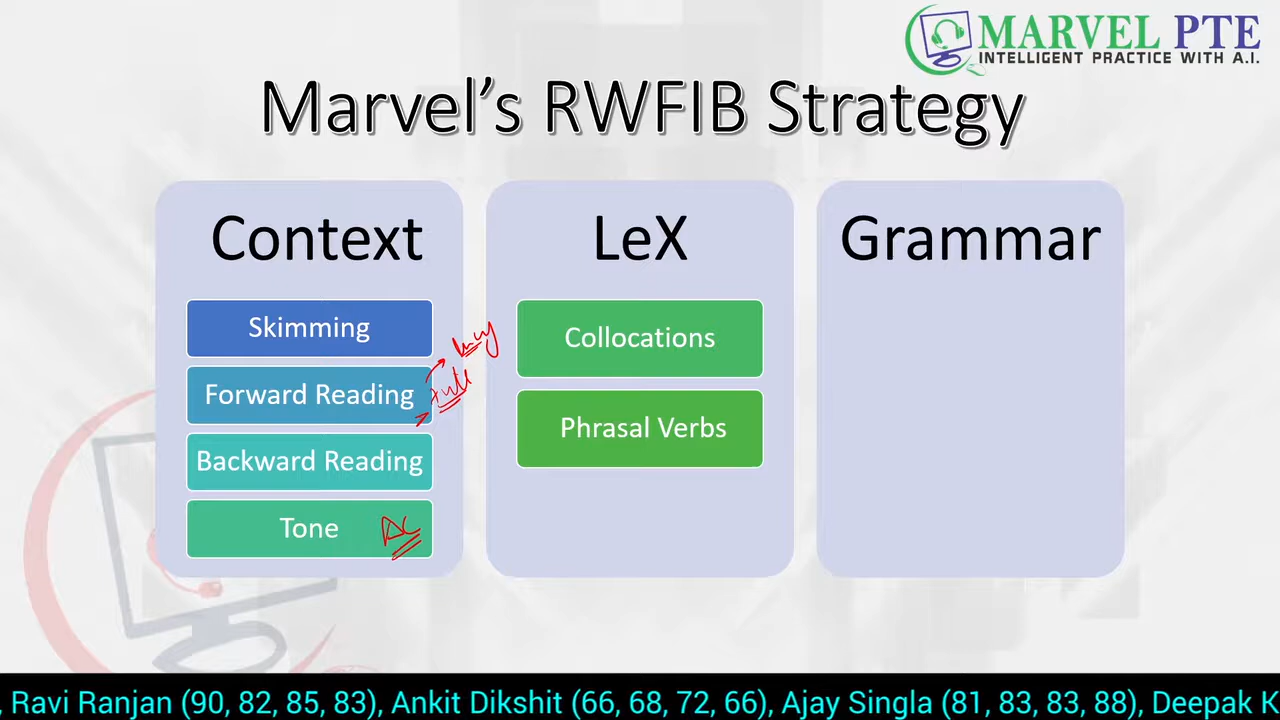 MARVEL PTE
INTELLIGENT PRACTICE WITH A.I.
Marvel's RWFIB Strategy
Context
Skimming
Forward Reading
Backward Reading
Tone
LeX
Collocations
Phrasal Verbs
Grammar
, Ravi Ranjan (90, 82, 85, 83), Ankit Dikshit (66, 68, 72, 66), Ajay Singla (81, 83, 83, 88), Deepak K